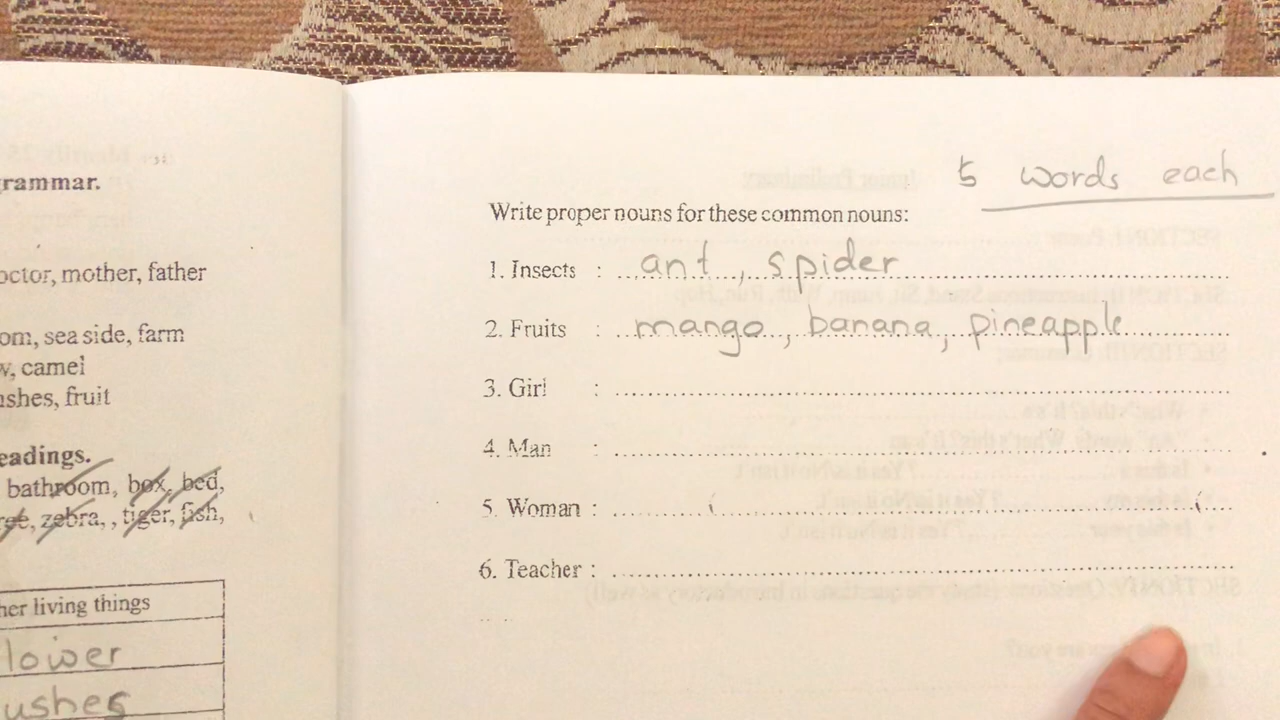 grammar.
octor, mother, father
om, sea side, farm
w, camel
ushes, fruit
eadings.
bathroom, box, bed,
ree, zebra, , tiger, fish,
her living things
lower
ushes
5 words each
Write proper nouns for these common nouns:
1. Insects : ant , spider
2. Fruits : mango , banana, pineapple
3. Girl :
4. Man :
5. Woman :
6. Teacher :